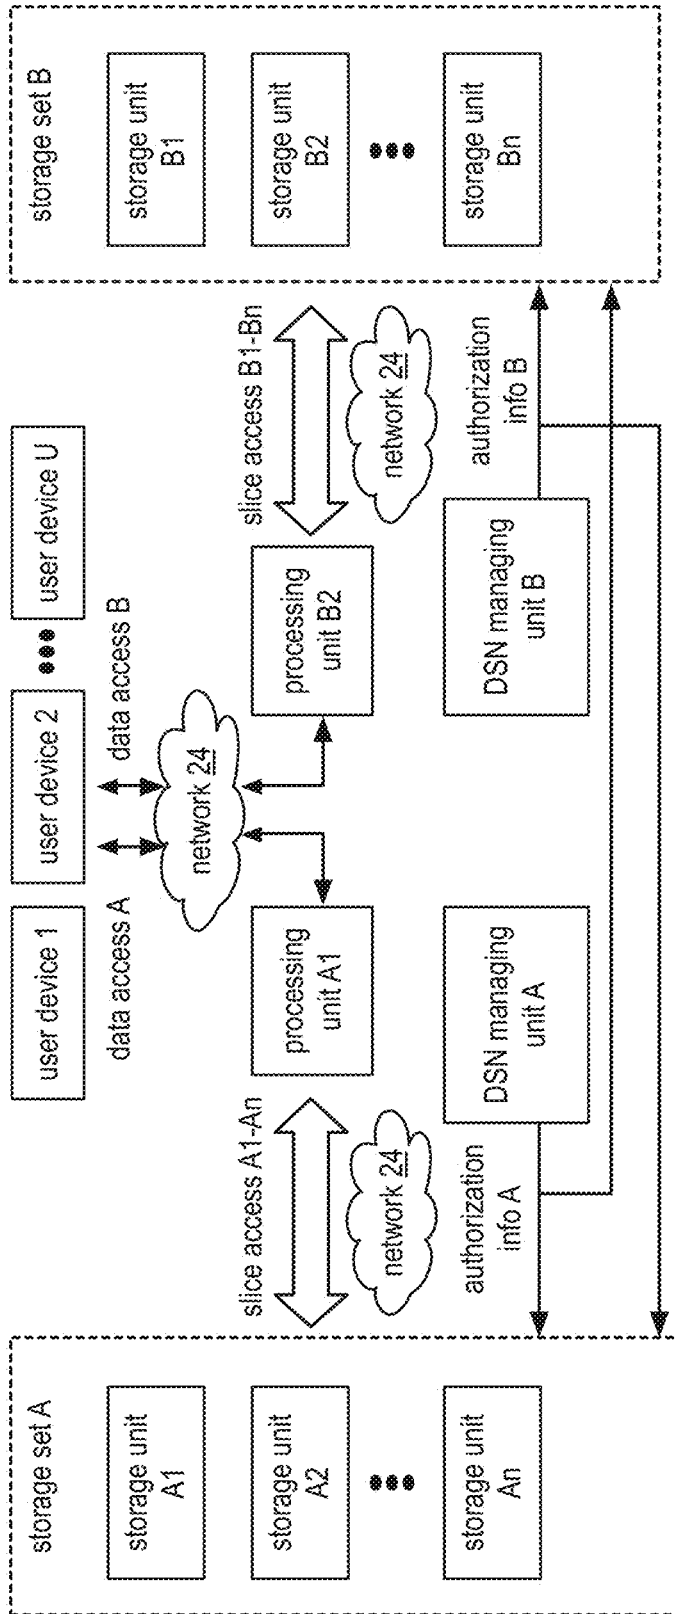 storage set A
storage unit
A1
storage unit
A2
storage unit
An
slice access A1-An
network 24
authorization
info A
user device 1
user device 2
user device U
data access A
data access B
network 24
processing
unit A1
processing
unit B2
DSN managing
unit A
DSN managing
unit B
slice access B1-Bn
network 24
authorization
info B
storage set B
storage unit
B1
storage unit
B2
storage unit
Bn